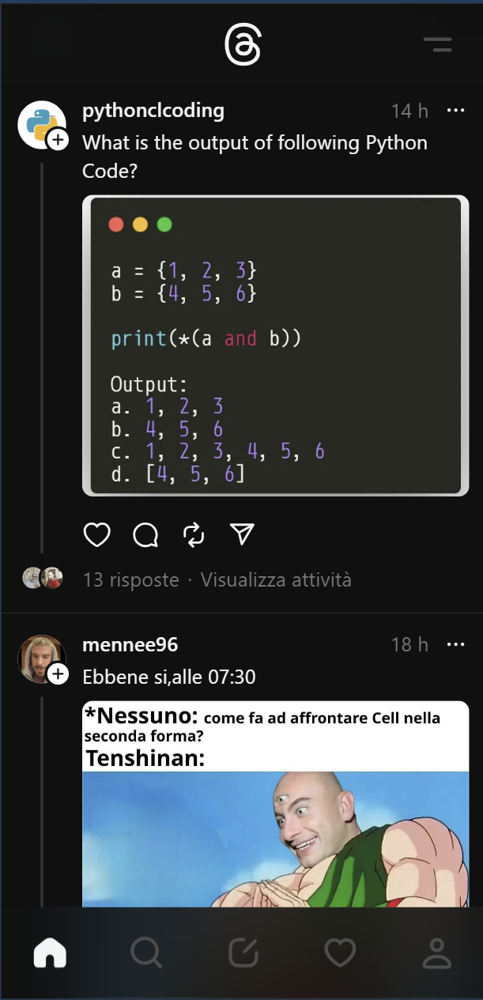 pythonclcoding
14 h
What is the output of following Python
Code?
a = {1, 2, 3}
b = {4, 5, 6}
print(*(a and b))
Output:
a. 1, 2, 3
b. 4, 5, 6
c. 1, 2, 3, 4, 5, 6
d. [4, 5, 6]
13 risposte · Visualizza attività
mennee96
18 h
Ebbene si,alle 07:30
*Nessuno: come fa ad affrontare Cell nella
seconda forma?
Tenshinan: